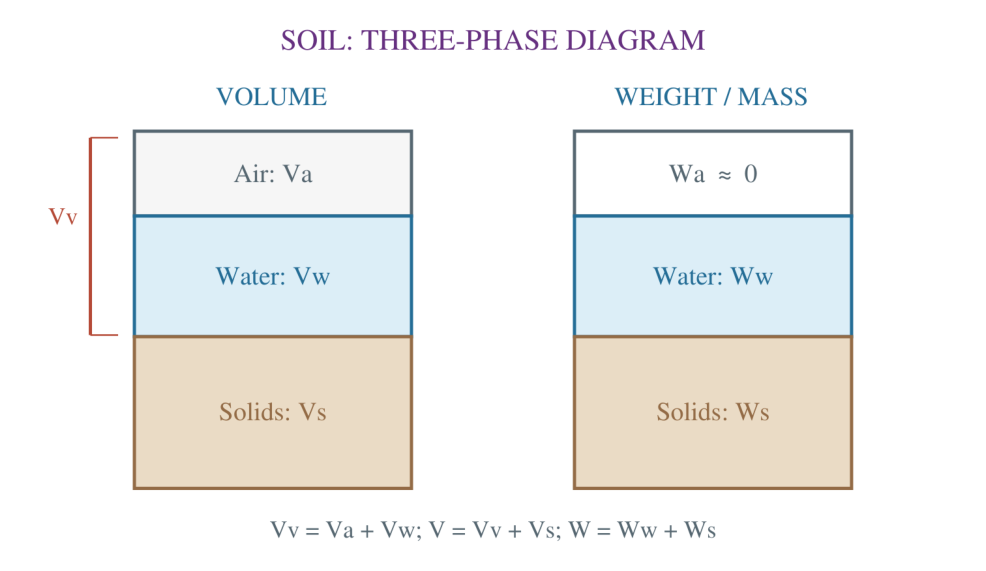 SOIL: THREE-PHASE DIAGRAM
VOLUME
WEIGHT / MASS
Air: Va
Wa ≈ 0
Vv
Water: Vw
Water: Ww
Solids: Vs
Solids: Ws
Vv = Va + Vw; V = Vv + Vs; W = Ww + Ws